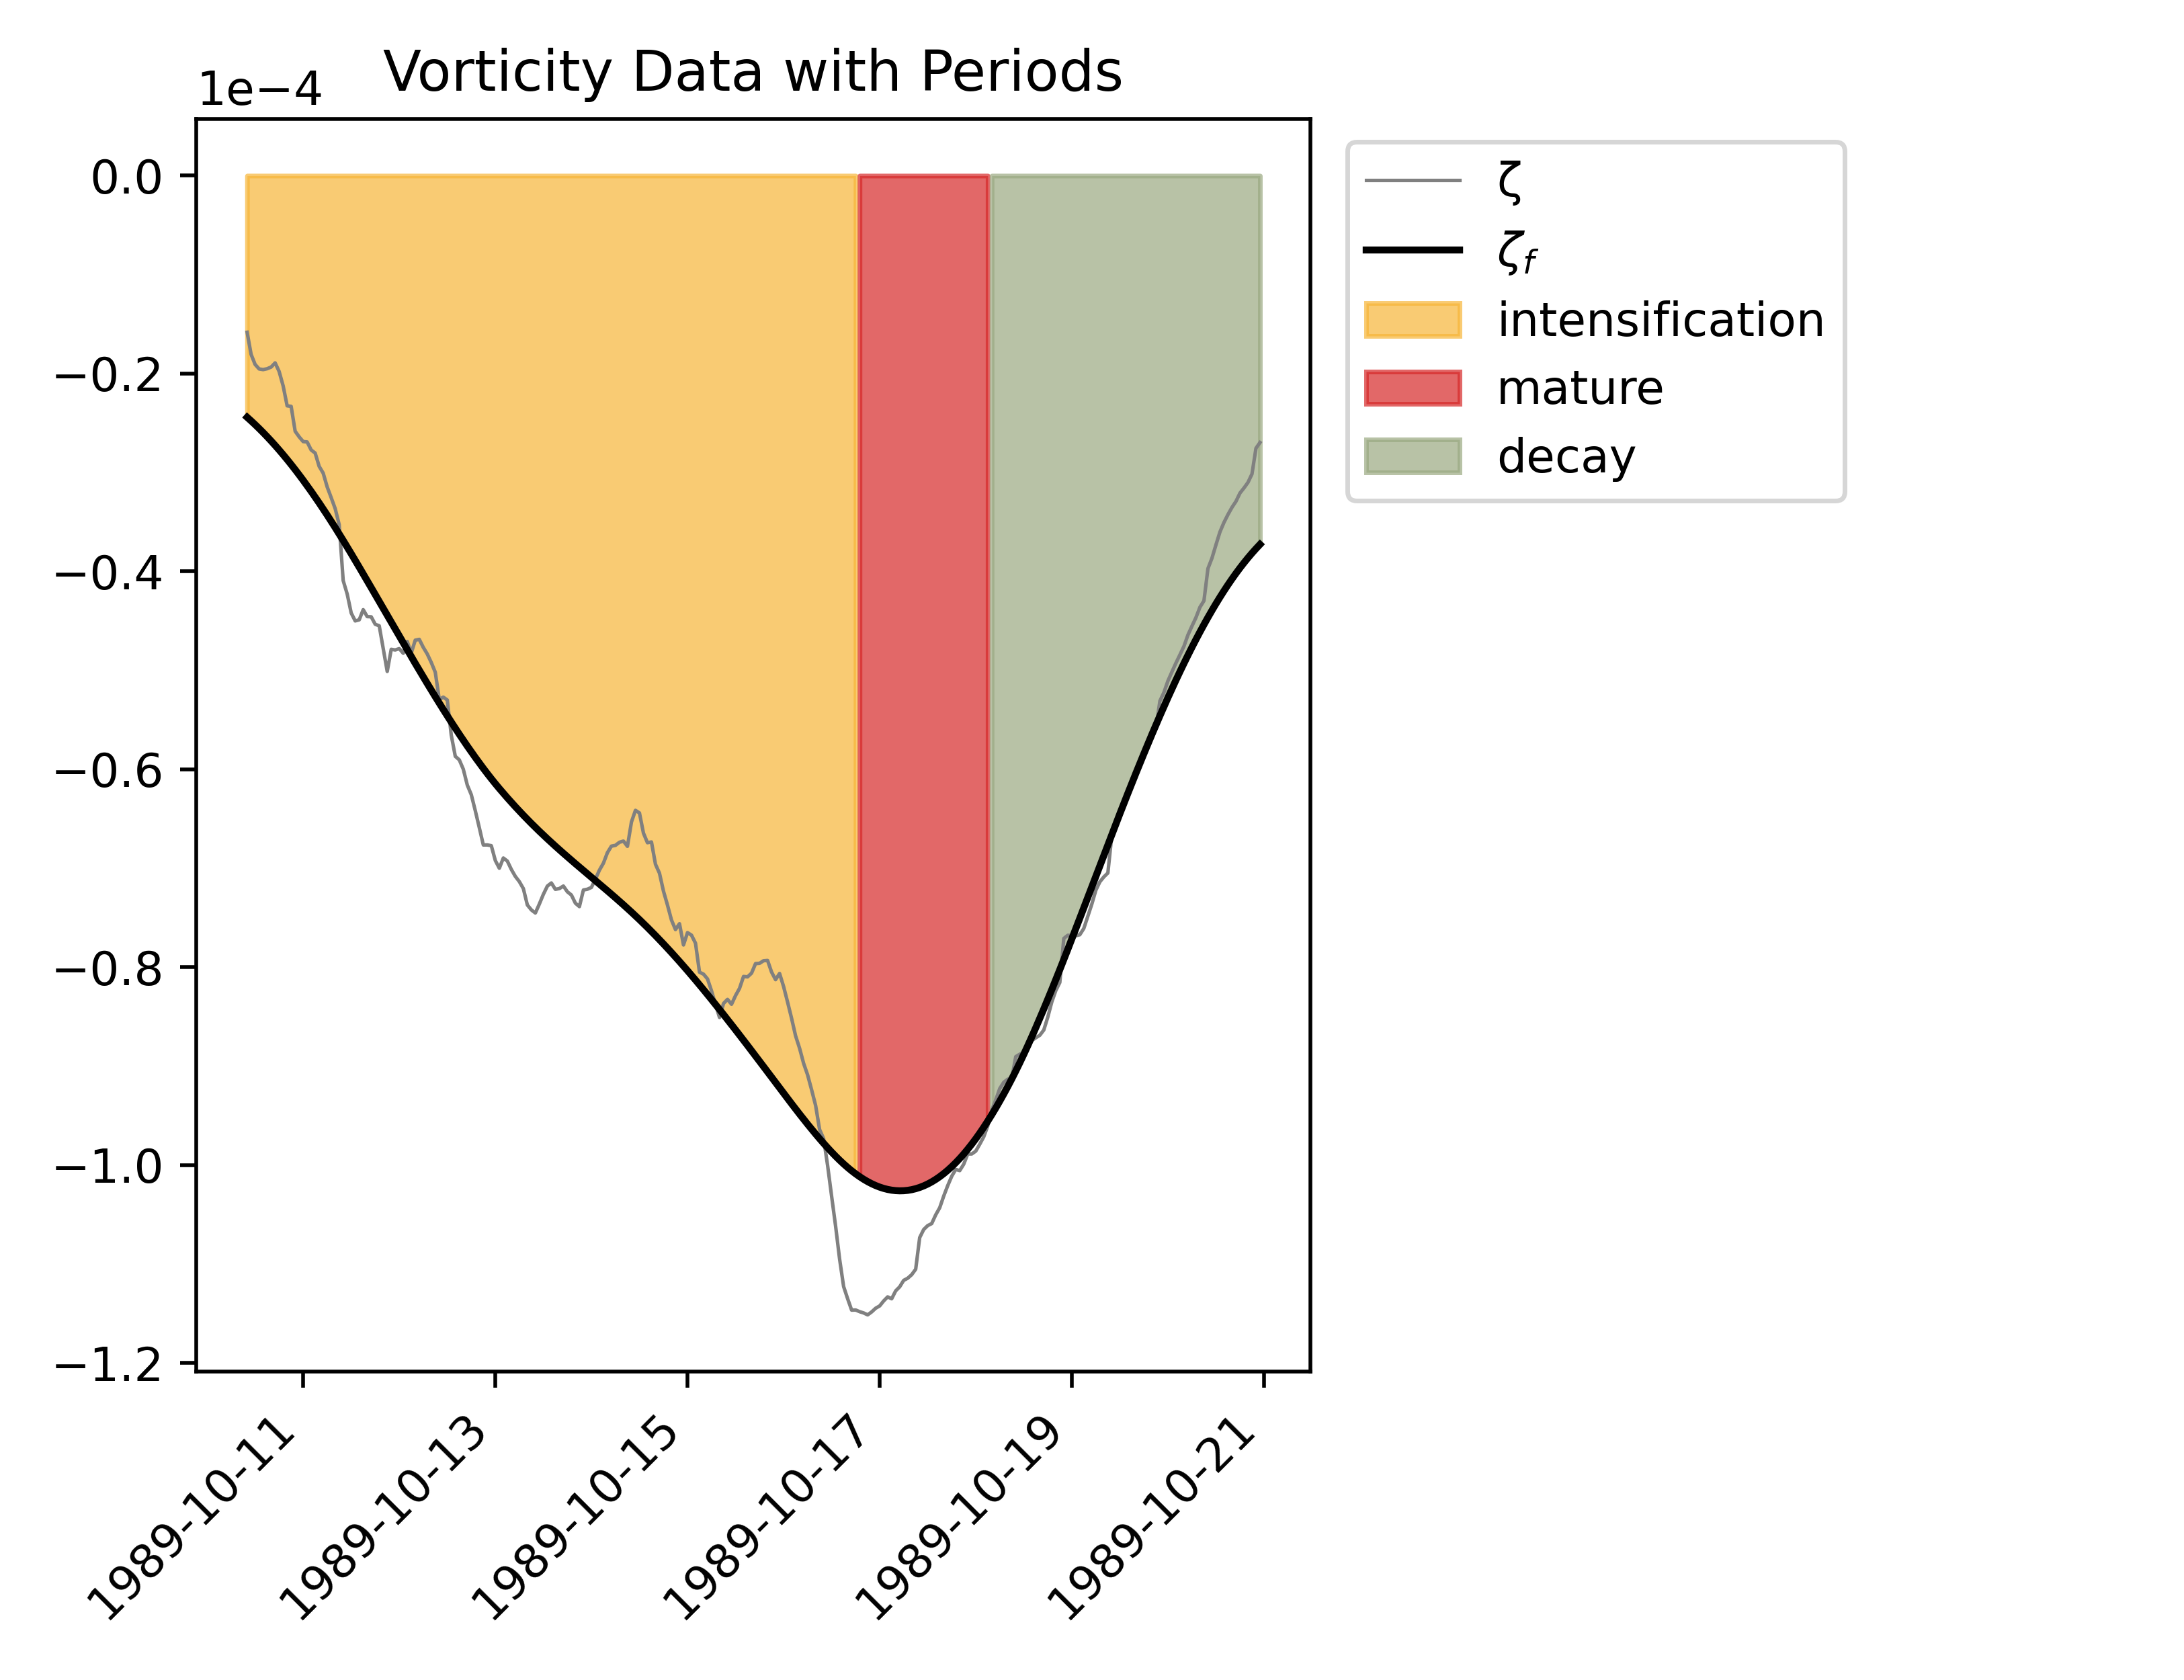 Vorticity Data with Periods
1e−4
0.0
−0.2
−0.4
−0.6
−0.8
−1.0
−1.2
1989-10-11
1989-10-13
1989-10-15
1989-10-17
1989-10-19
1989-10-21
ζ
ζf
intensification
mature
decay